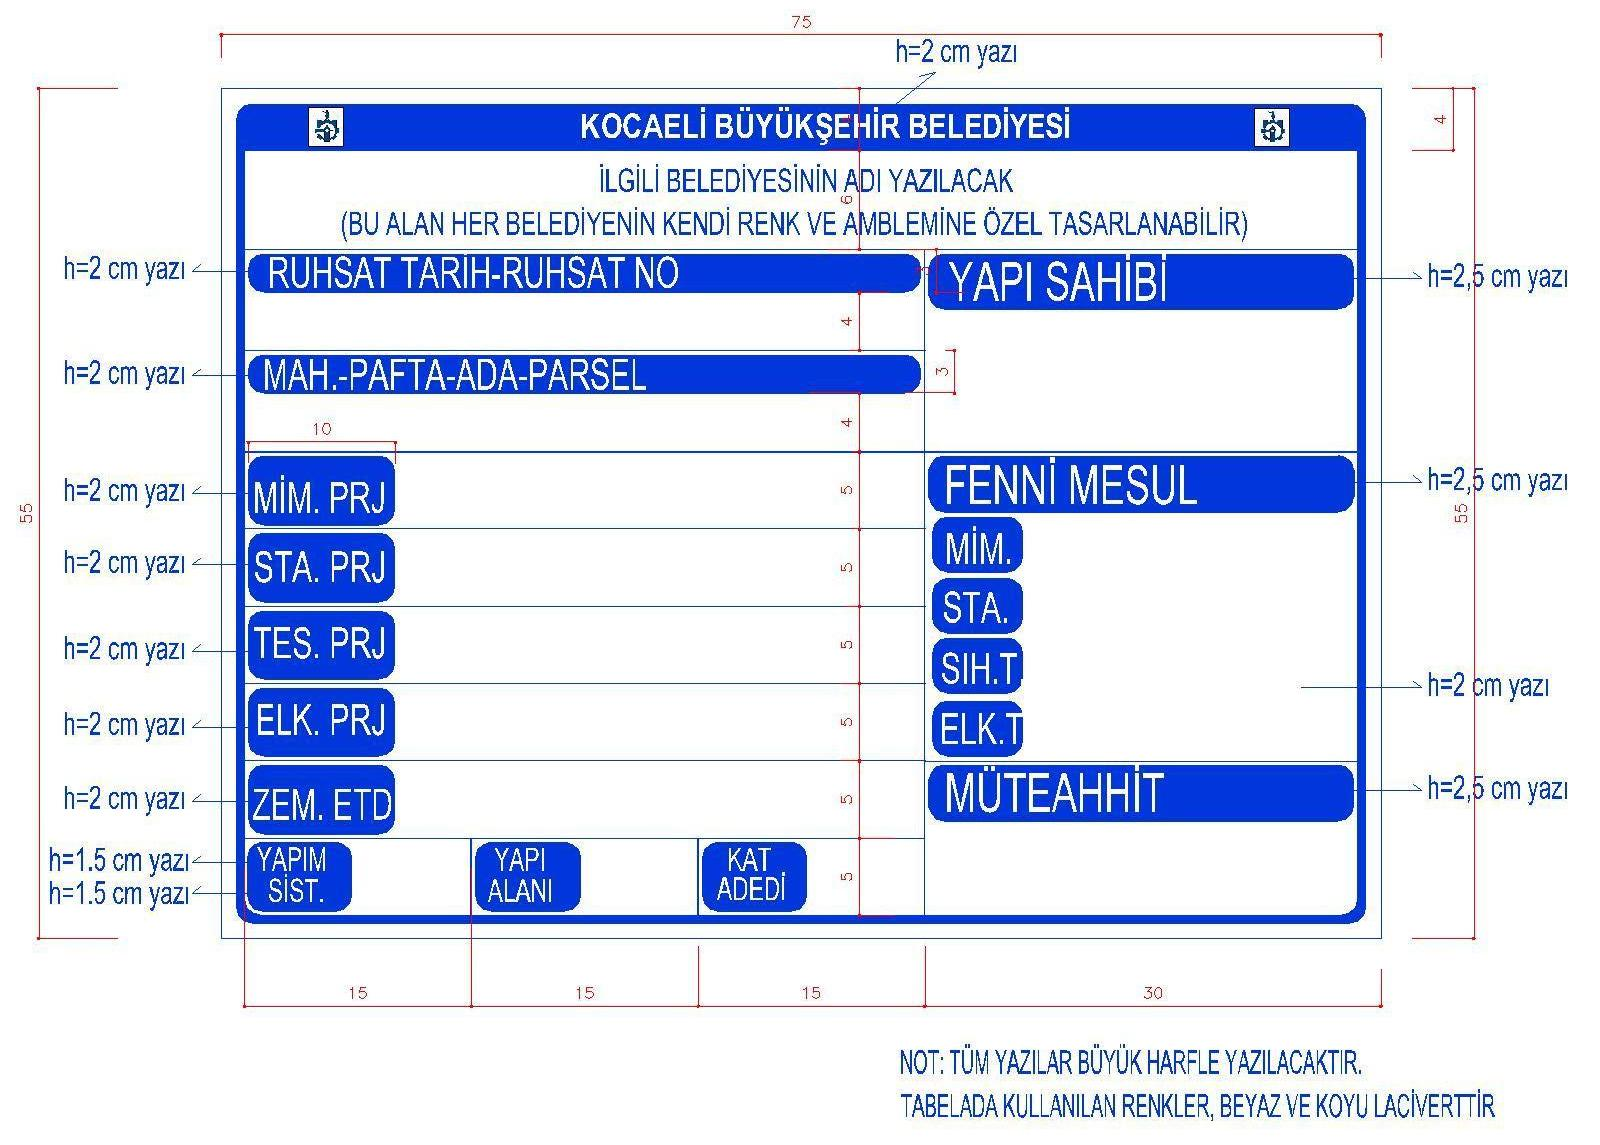 75
h=2 cm yazı
KOCAELİ BÜYÜKŞEHİR BELEDİYESİ
4
İLGİLİ BELEDİYESİNİN ADI YAZILACAK
6
(BU ALAN HER BELEDİYENİN KENDİ RENK VE AMBLEMİNE ÖZEL TASARLANABİLİR)
h=2 cm yazı
RUHSAT TARİH-RUHSAT NO
3
YAPI SAHİBİ
h=2,5 cm yazı
4
h=2 cm yazı
MAH.-PAFTA-ADA-PARSEL
3
4
10
h=2 cm yazı
MİM. PRJ
5
FENNİ MESUL
h=2,5 cm yazı
55
55
MİM.
h=2 cm yazı
STA. PRJ
5
STA.
h=2 cm yazı
TES. PRJ
5
SIH.T
h=2 cm yazı
h=2 cm yazı
ELK. PRJ
5
ELK.T
h=2 cm yazı
ZEM. ETD
5
MÜTEAHHİT
h=2,5 cm yazı
h=1.5 cm yazı
YAPIM
YAPI
KAT
h=1.5 cm yazı
SİST.
ALANI
ADEDİ
5
15
15
15
30
NOT: TÜM YAZILAR BÜYÜK HARFLE YAZILACAKTIR.
TABELADA KULLANILAN RENKLER, BEYAZ VE KOYU LACİVERTTİR